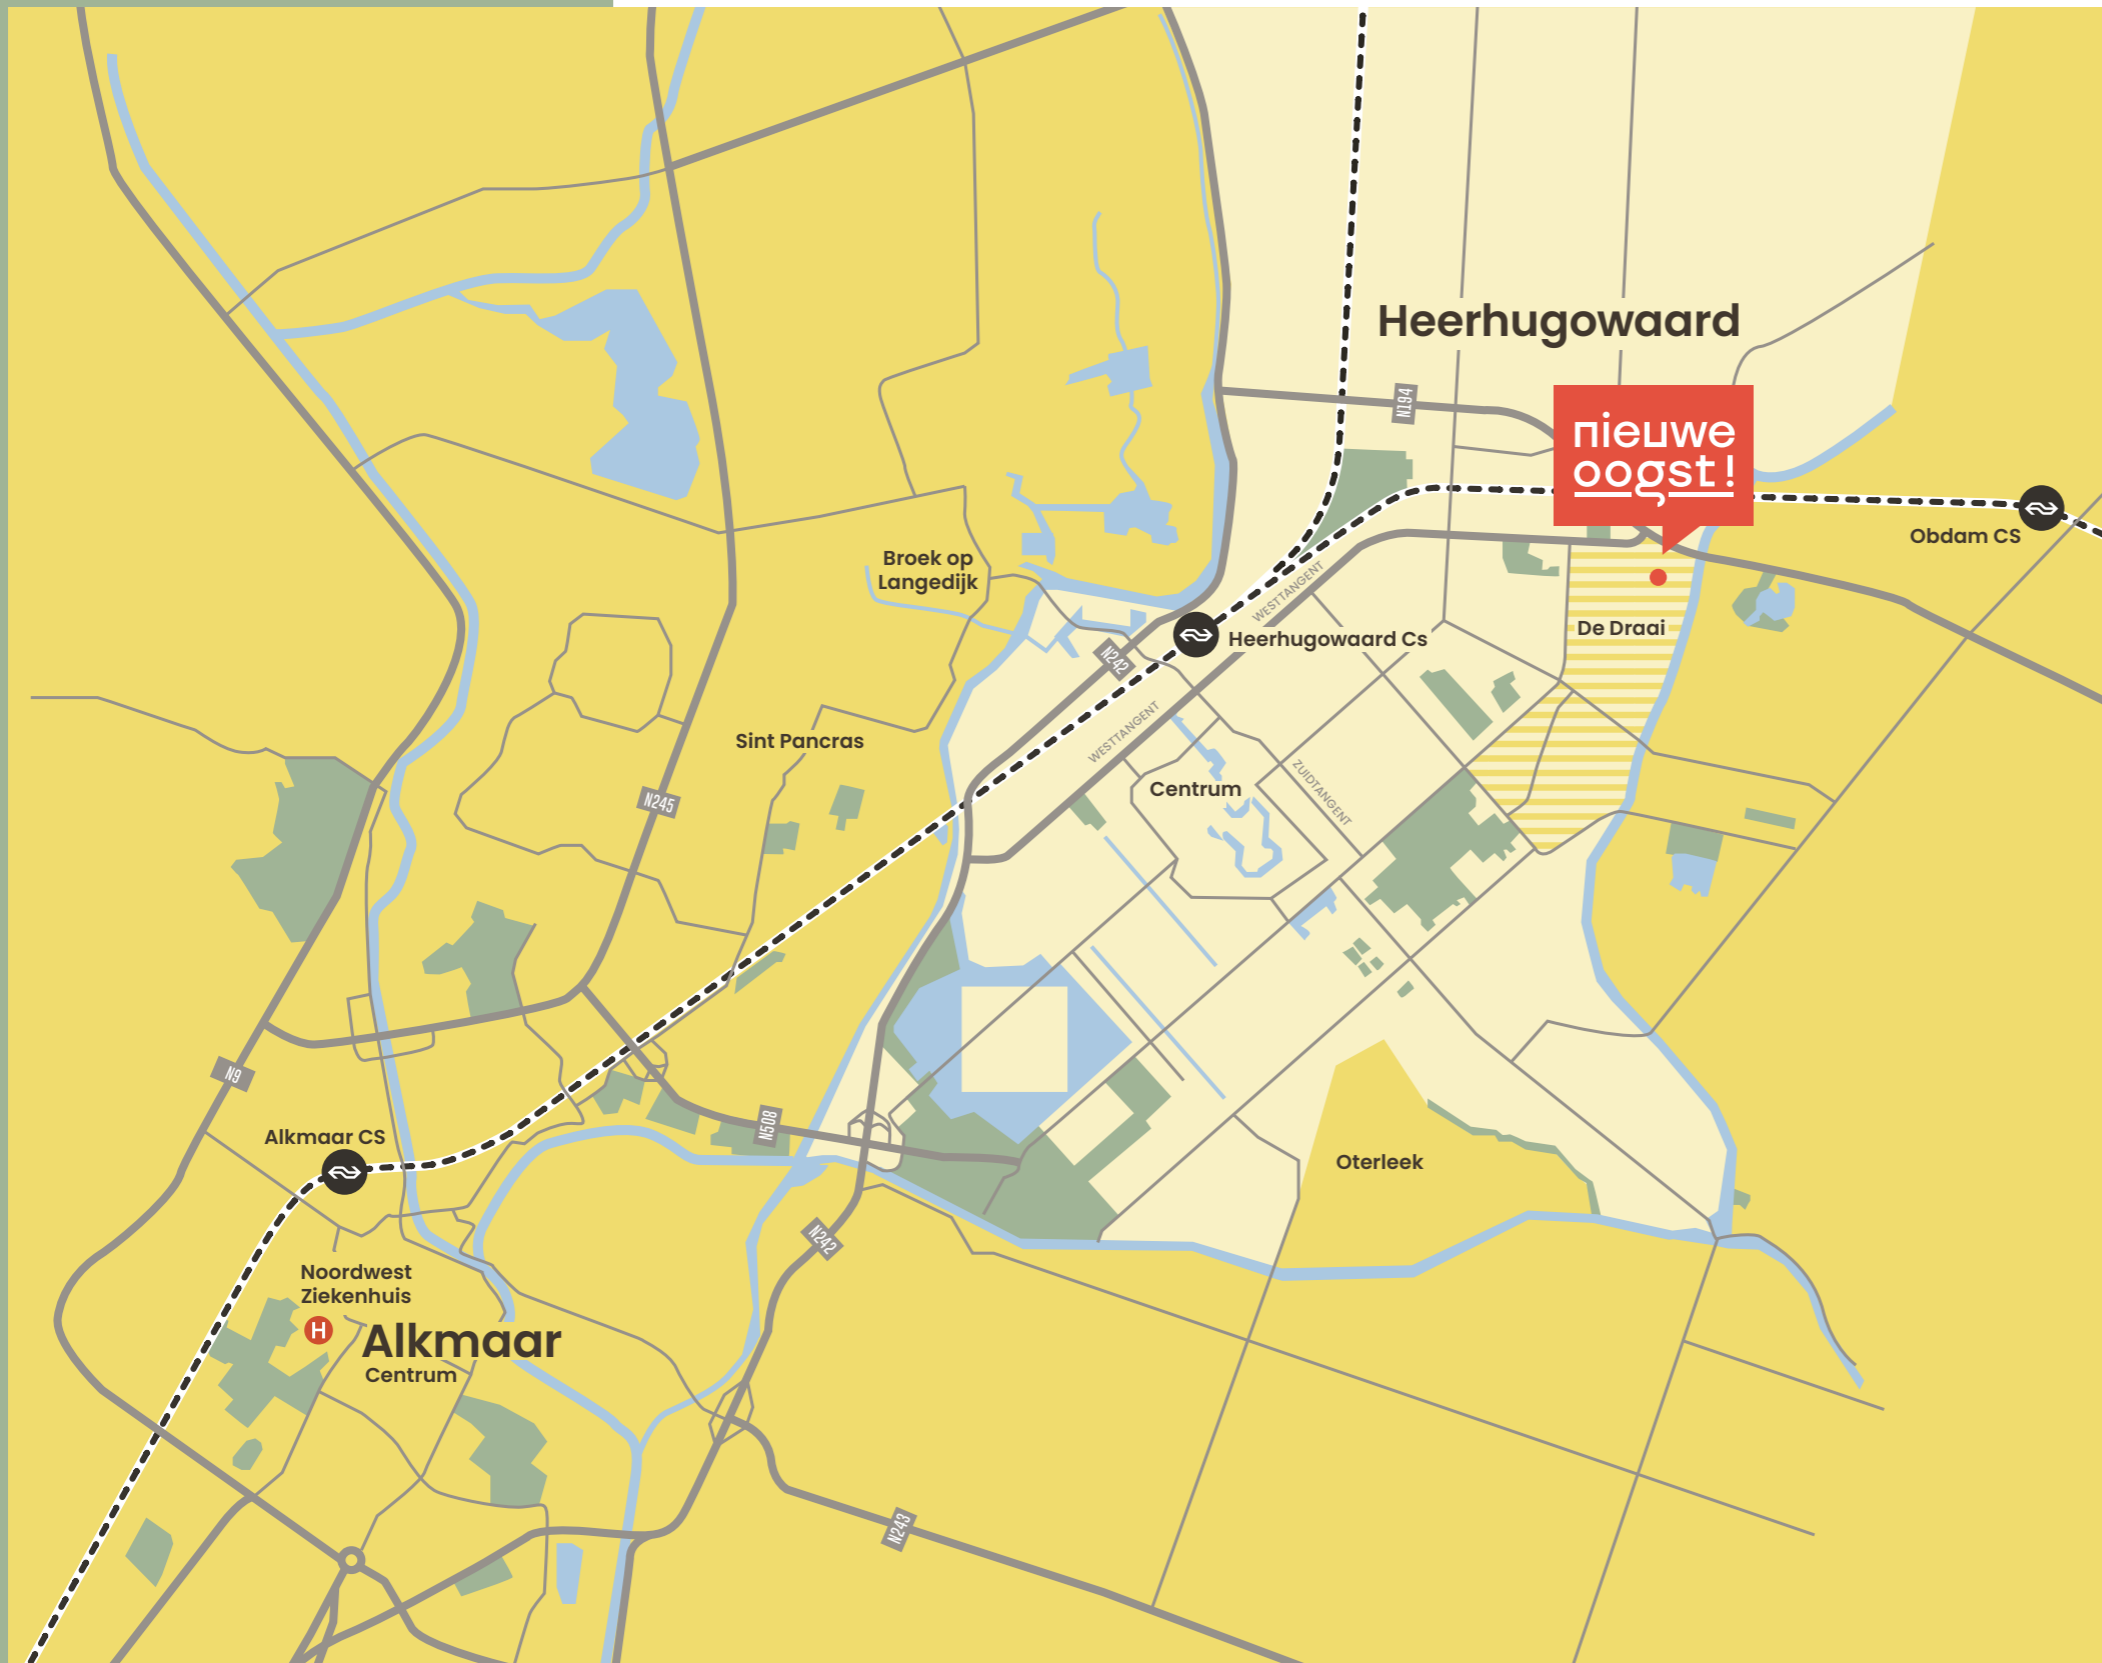 Heerhugowaard
N194
nieuwe
oogst!
Obdam CS
Broek op
Langedijk
WESTTANGENT
De Draai
Heerhugowaard Cs
N242
WESTTANGENT
Sint Pancras
ZUIDTANGENT
Centrum
N245
N9
N508
Alkmaar CS
Oterleek
N242
Noordwest
Ziekenhuis
H
Alkmaar
Centrum
N243